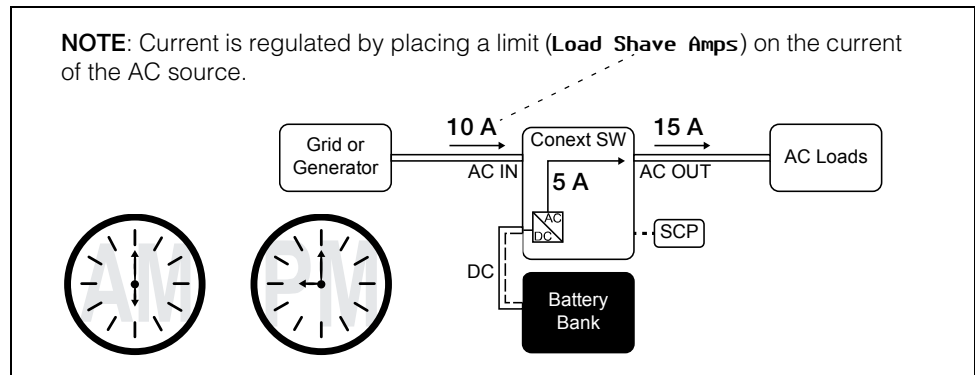 NOTE: Current is regulated by placing a limit (Load Shave Amps) on the current
of the AC source.
10 A
15 A
Grid or
Generator
Conext SW
AC Loads
AC IN
AC OUT
5 A
AC
DC
SCP
DC
AM
PM
Battery
Bank